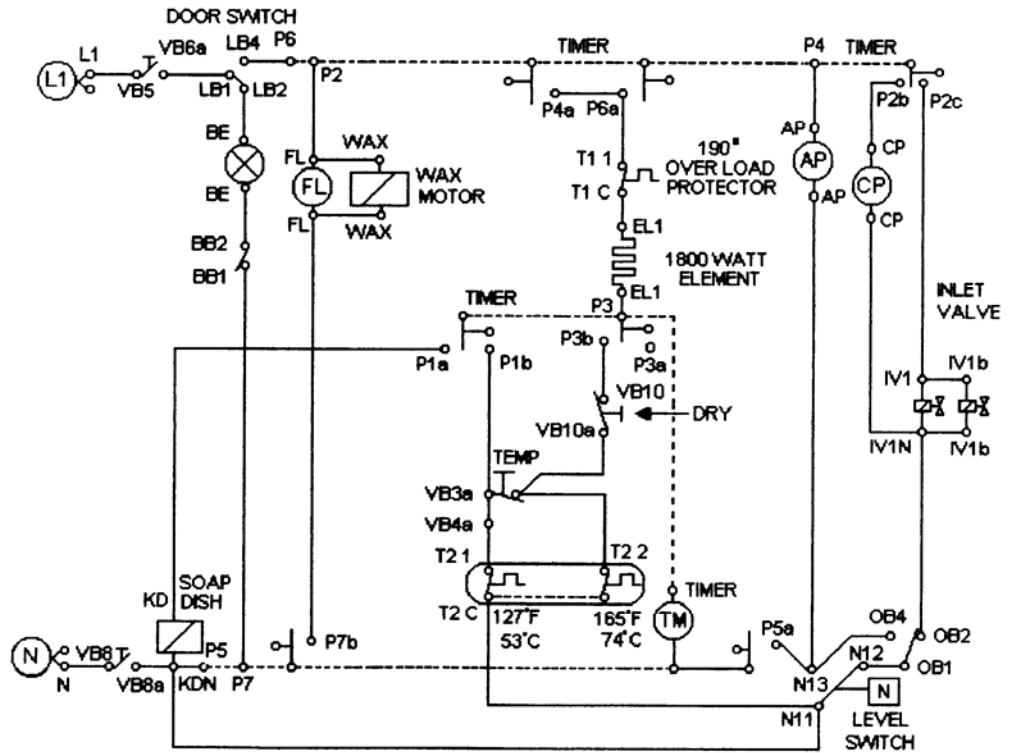 DOOR SWITCH
L1 VB6a LB4 P6 TIMER P4 TIMER
L1
VB5 LB1 LB2 P2
P4a P6a P2b P2c
BE FL WAX T1 1 190° OVER LOAD PROTECTOR AP CP
FL WAX MOTOR T1 C AP CP
BE AP CP
FL WAX EL1
BB2 1800 WATT ELEMENT
BB1 EL1
TIMER P3 INLET VALVE
P1a P1b P3b P3a
IV1 IV1b
VB10 DRY
VB10a IV1N IV1b
TEMP
VB3a
VB4a
T2 1 T2 2
KD SOAP DISH T2 C 127°F 53°C 165°F 74°C TIMER
TM
P5a OB4 OB2
N VB8 P5 P7b N12 OB1
N VB8a KDN P7 N13 N
N11 LEVEL SWITCH